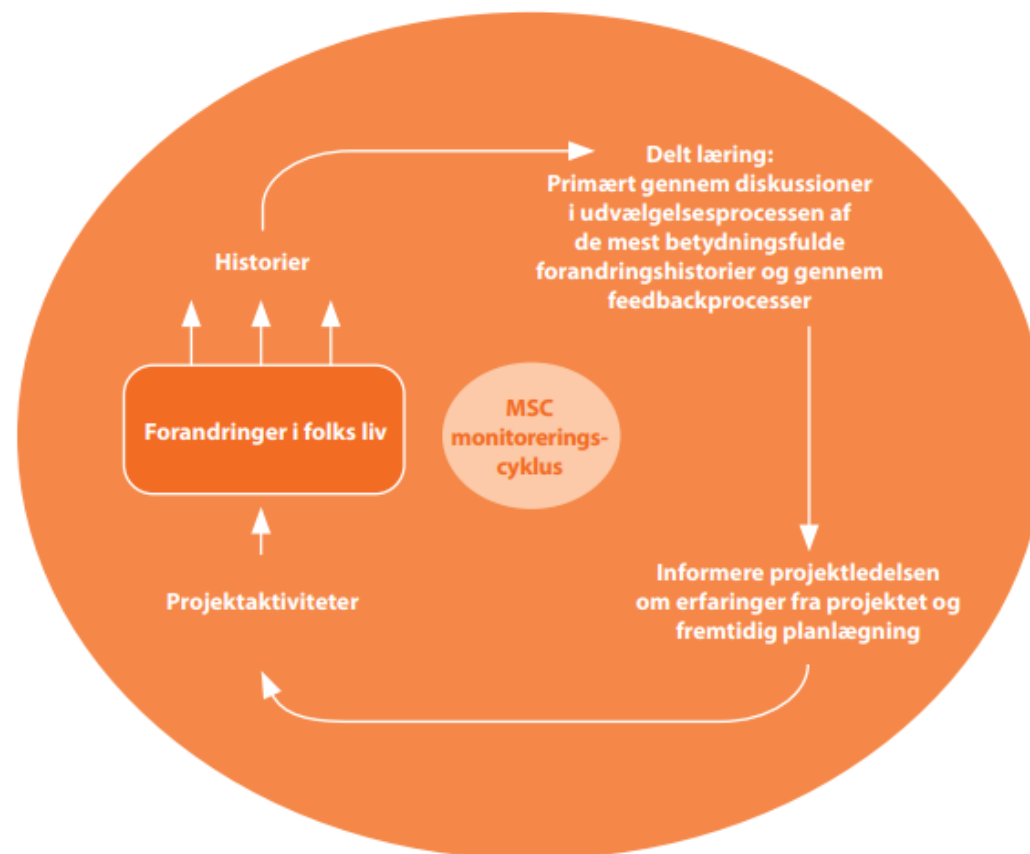 Delt læring:
Primært gennem diskussioner
i udvælgelsesprocessen af
de mest betydningsfulde
forandringshistorier og gennem
feedbackprocesser
Historier
Forandringer i folks liv
MSC
monitorerings-
cyklus
Projektaktiviteter
Informere projektledelsen
om erfaringer fra projektet og
fremtidig planlægning